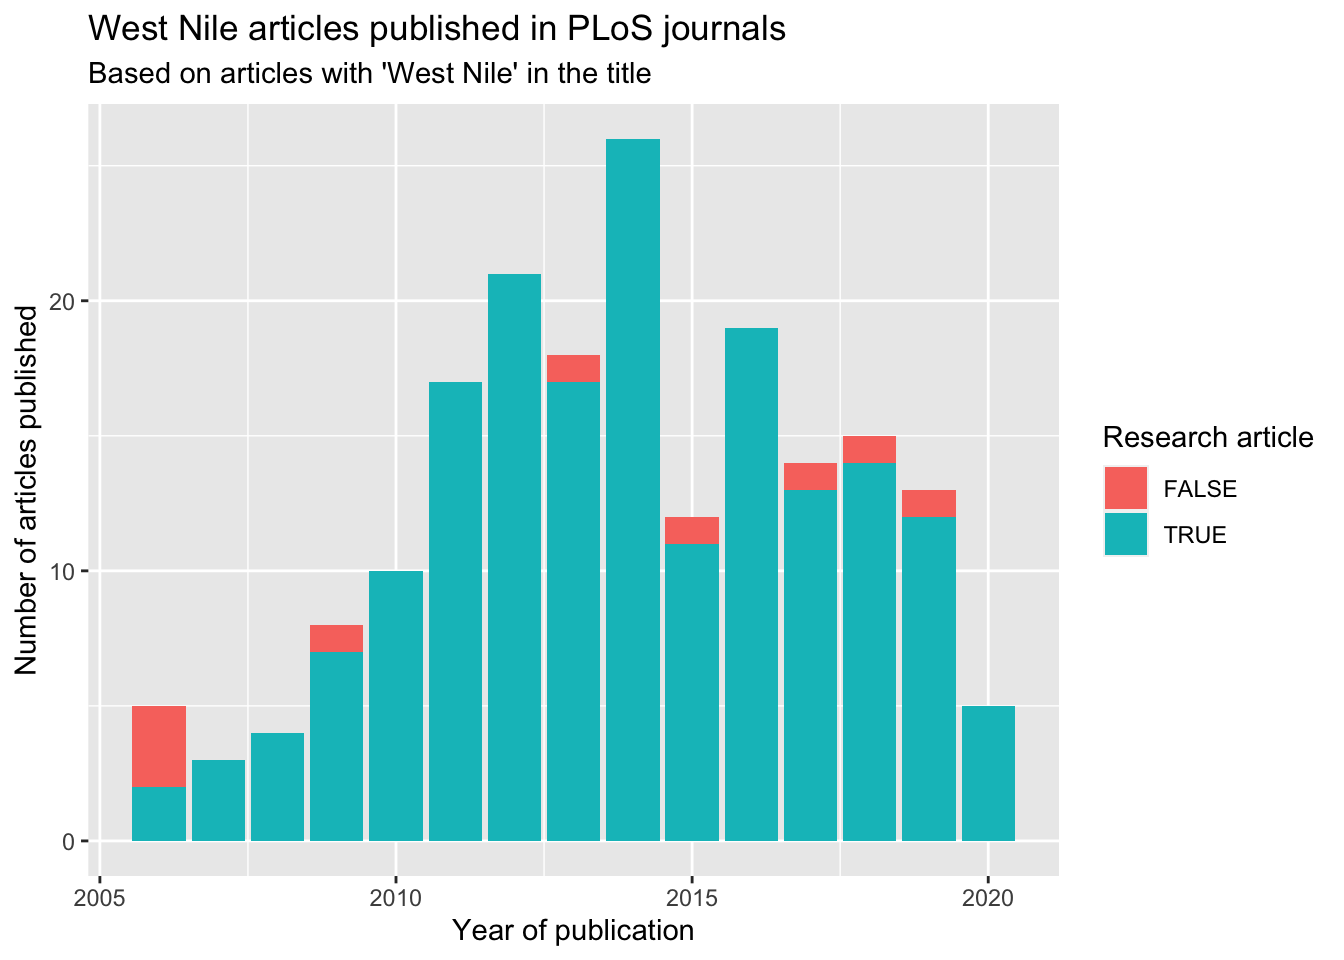 West Nile articles published in PLoS journals
Based on articles with 'West Nile' in the title
Number of articles published
20
10
0
2005
2010
2015
2020
Year of publication
Research article
FALSE
TRUE